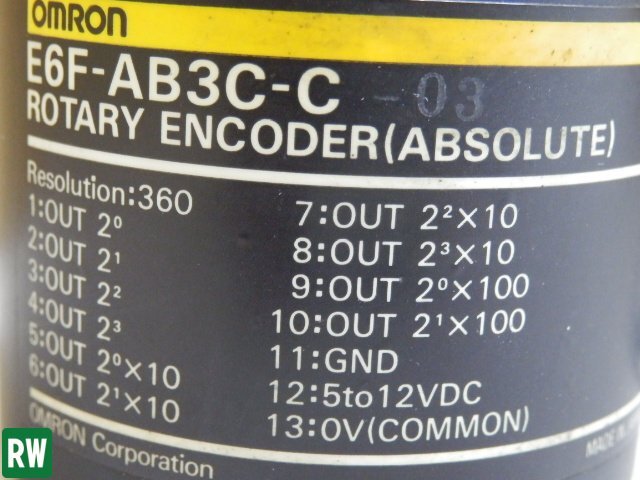 OMRON
E6F-AB3C-C -03
ROTARY ENCODER(ABSOLUTE)
Resolution:360
1:OUT 2⁰
2:OUT 2¹
3:OUT 2²
4:OUT 2³
5:OUT 2⁰×10
6:OUT 2¹×10
7:OUT 2²×10
8:OUT 2³×10
9:OUT 2⁰×100
10:OUT 2¹×100
11:GND
12:5to12VDC
13:0V(COMMON)
OMRON Corporation
MADE IN
RW